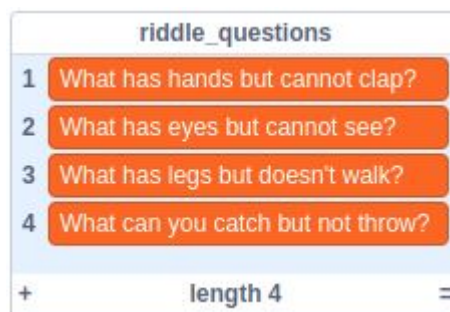 riddle_questions
1 What has hands but cannot clap?
2 What has eyes but cannot see?
3 What has legs but doesn't walk?
4 What can you catch but not throw?
+ length 4 =